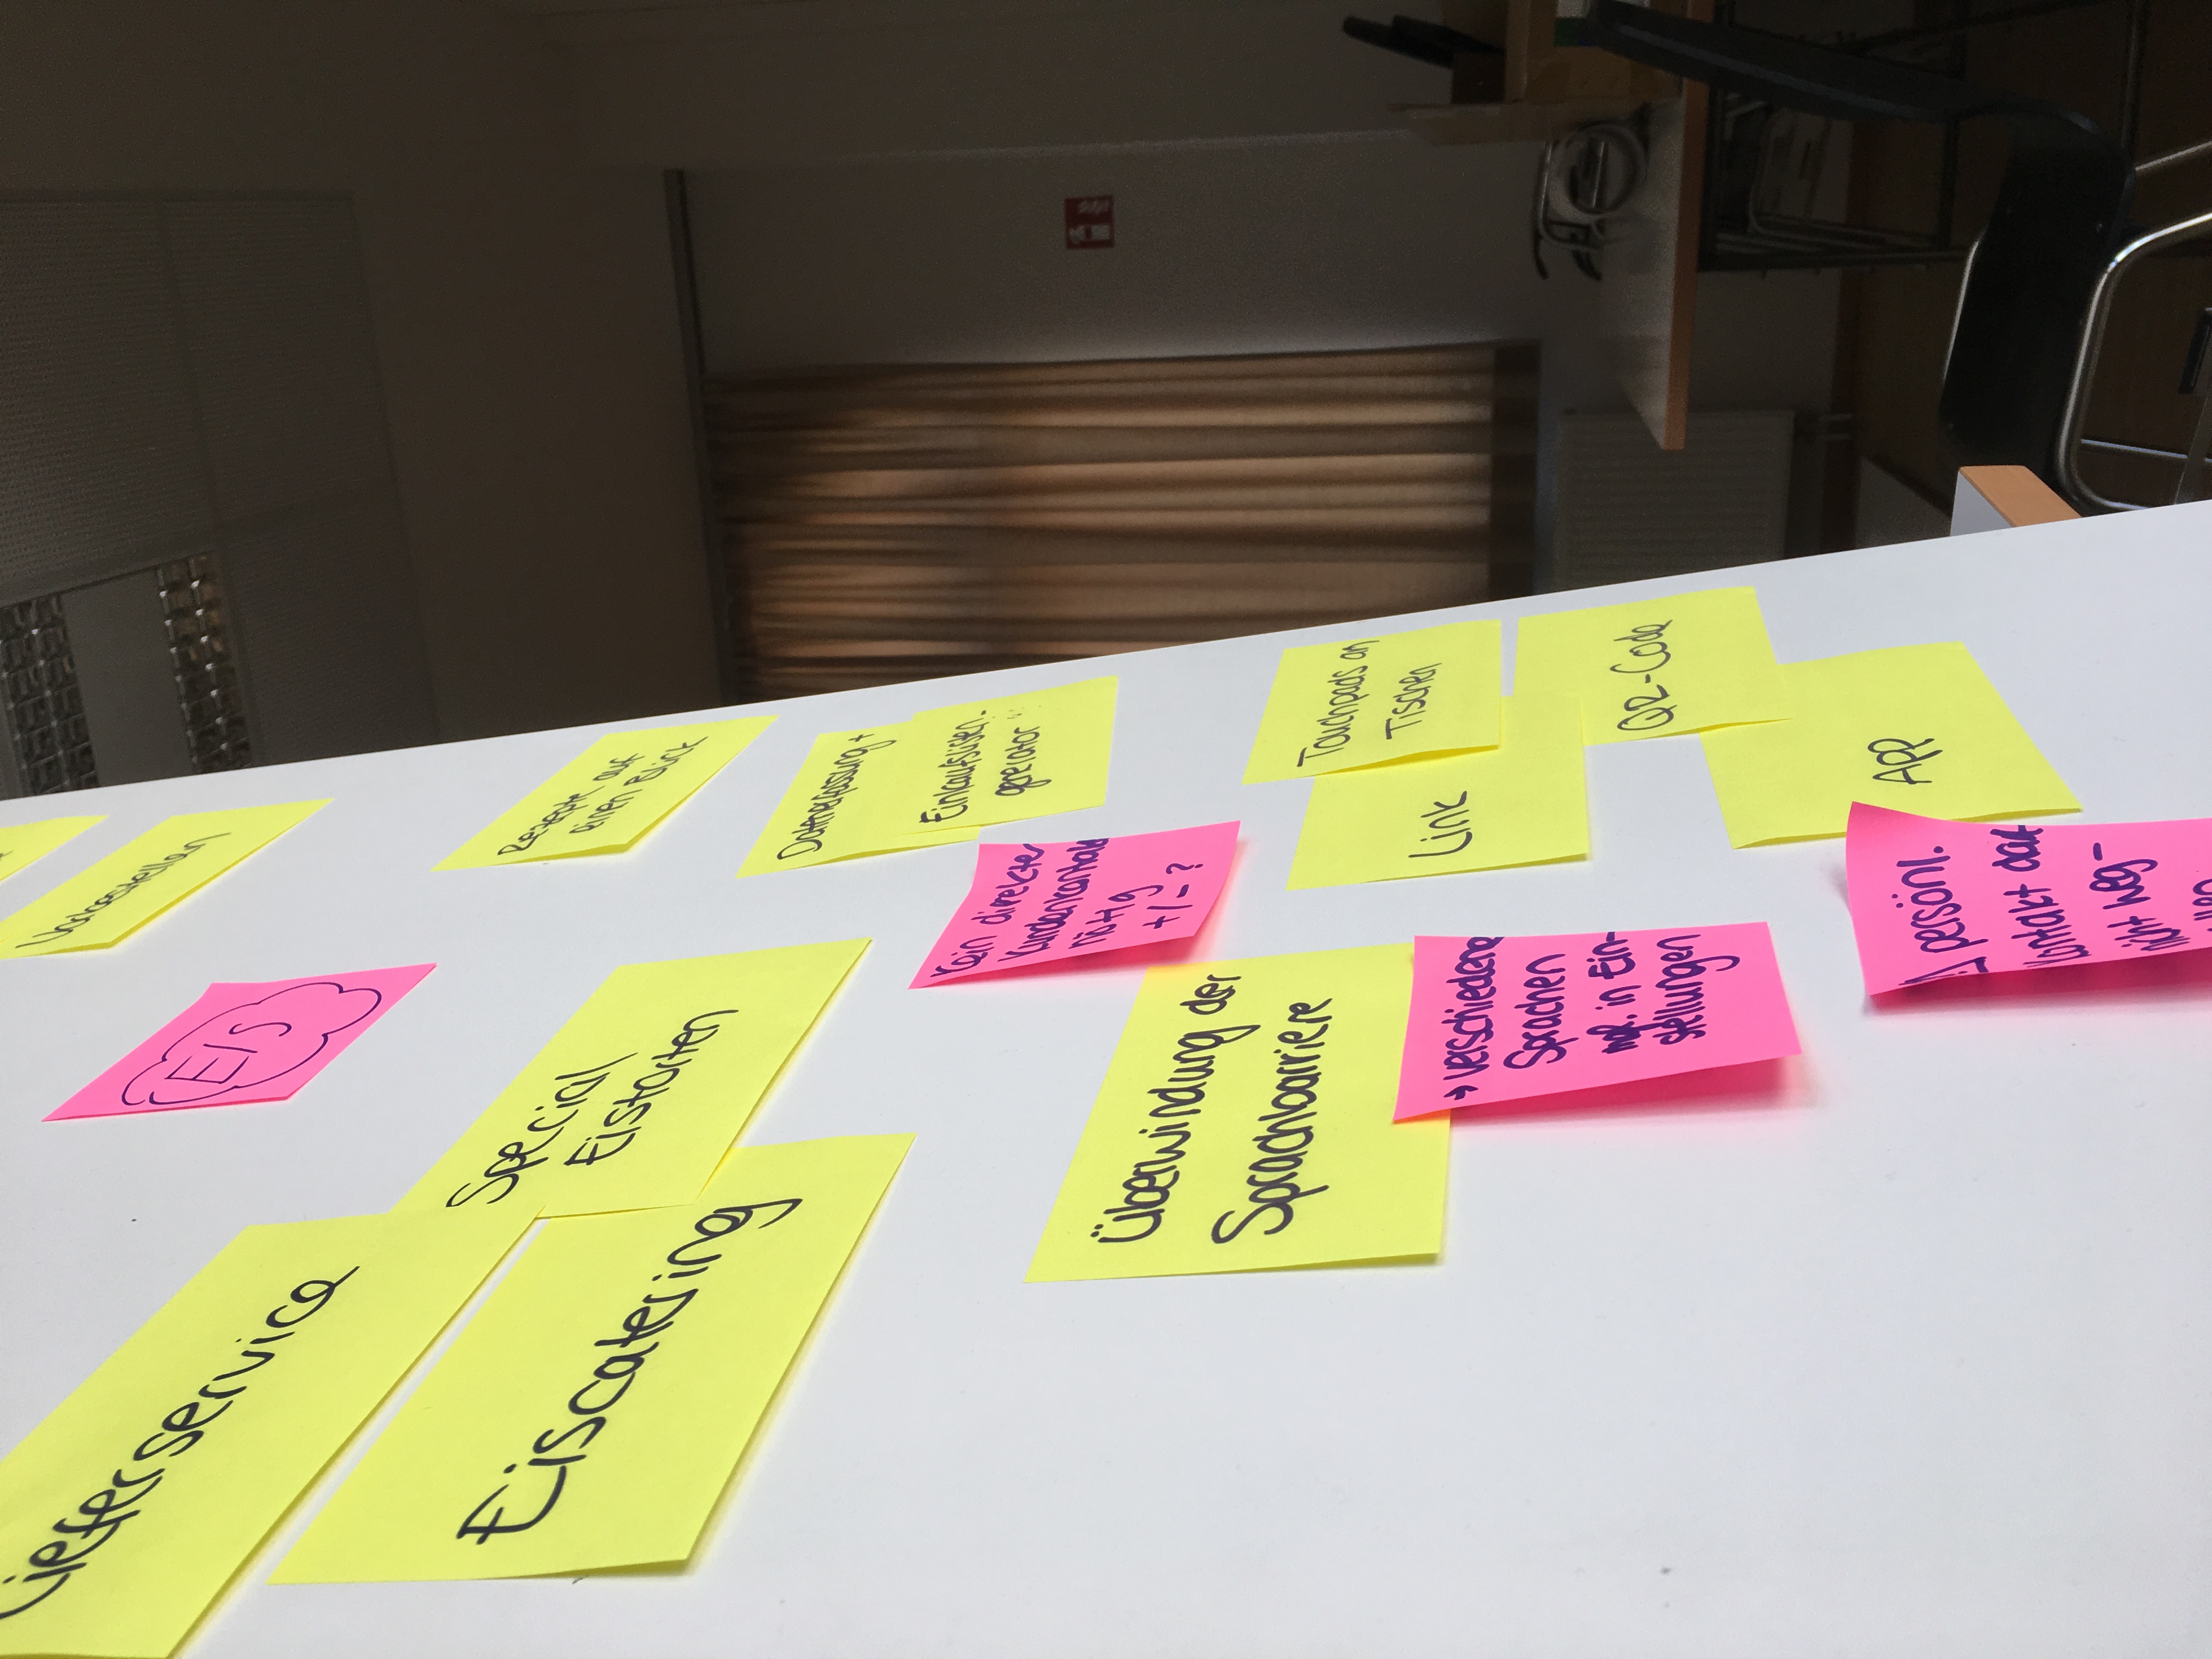 Lieferservice
EIS
Vorbestellen
Eiscatering
Special
Eistorten
Rezepte auf
einen Blick
Datenerfassung +
Einkaufslisten-
generator
Kein direkter
Kundenkontakt
nötig
+/- ?
Überwindung der
Sprachbarriere
→ verschiedene
Sprachen
mgl. in Ein-
stellungen
Touchpads an
Tischen
Link
QR-Code
App
persönl.
Kontakt darf
nicht weg-